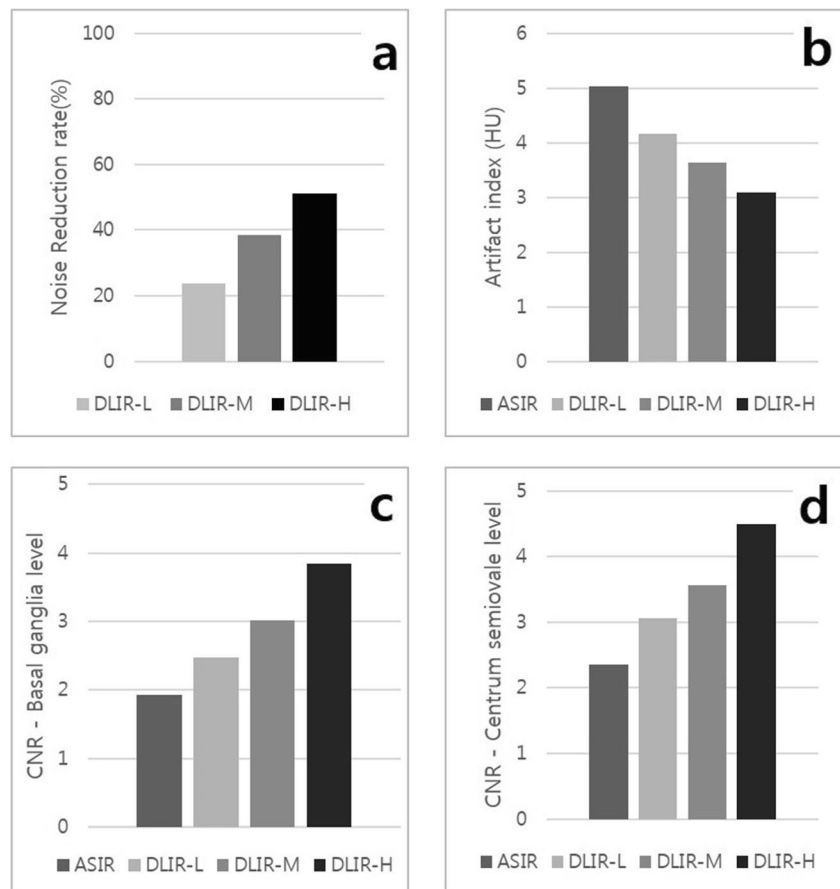 a
Noise Reduction rate(%)
100
80
60
40
20
0
DLIR-L DLIR-M DLIR-H
b
Artifact index (HU)
6
5
4
3
2
1
0
ASIR DLIR-L DLIR-M DLIR-H
c
CNR - Basal ganglia level
5
4
3
2
1
0
ASIR DLIR-L DLIR-M DLIR-H
d
CNR - Centrum semiovale level
5
4
3
2
1
0
ASIR DLIR-L DLIR-M DLIR-H